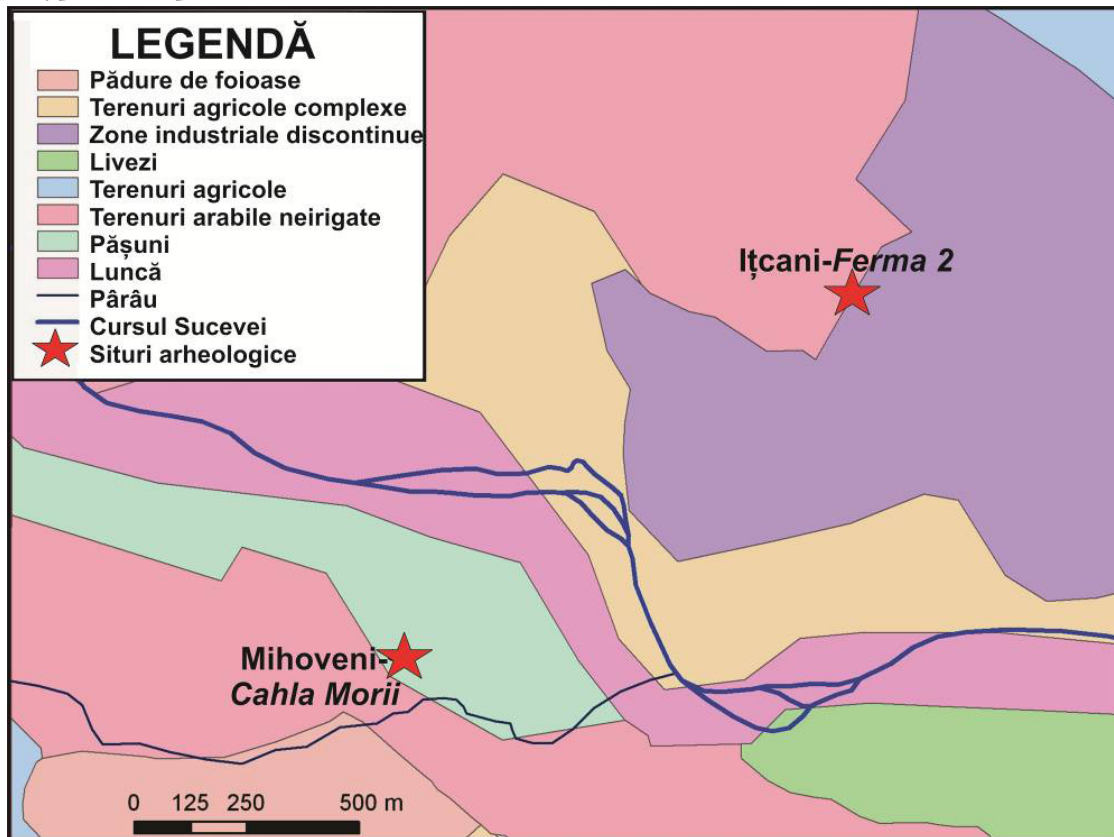 LEGENDĂ
Pădure de foioase
Terenuri agricole complexe
Zone industriale discontinue
Livezi
Terenuri agricole
Terenuri arabile neirigate
Pășuni
Luncă
Pârâu
Cursul Sucevei
Situri arheologice
Ițcani-Ferma 2
Mihoveni-
Cahla Morii
0 125 250 500 m